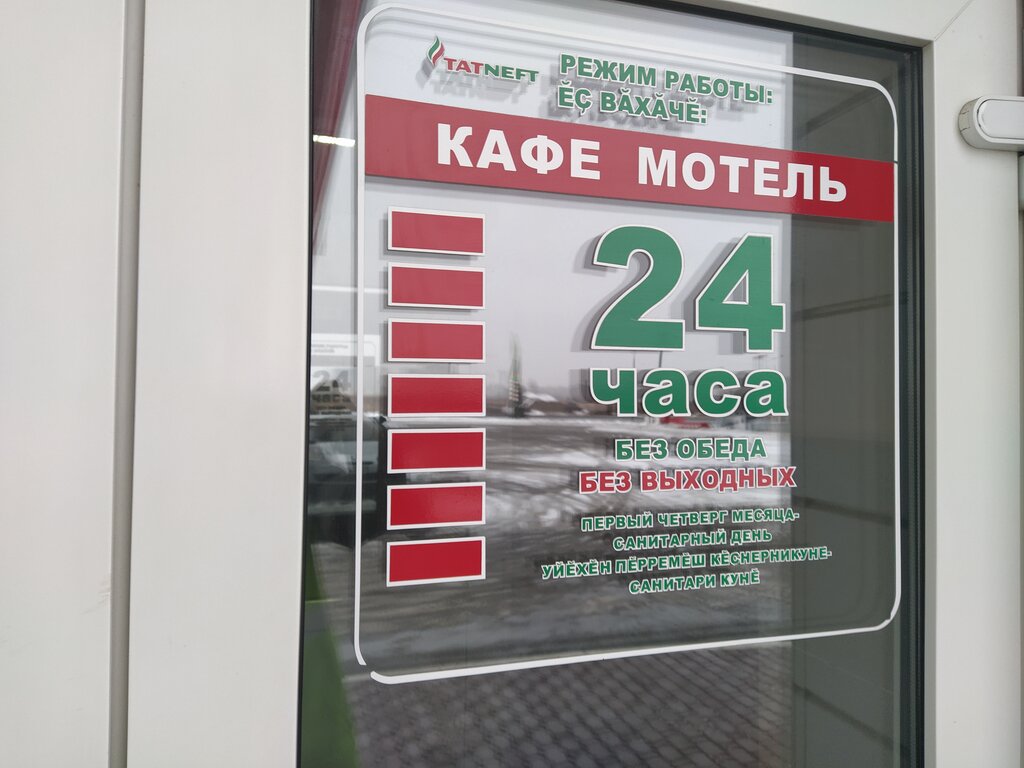 TATNEFT
РЕЖИМ РАБОТЫ:
ĔÇ ВĂХĂЧĔ:
КАФЕ МОТЕЛЬ
24
часа
БЕЗ ОБЕДА
БЕЗ ВЫХОДНЫХ
ПЕРВЫЙ ЧЕТВЕРГ МЕСЯЦА-
САНИТАРНЫЙ ДЕНЬ
УЙĔХĔН ПĔРРЕМĔШ КĔСНЕРНИКУНЕ-
САНИТАРИ КУНĔ